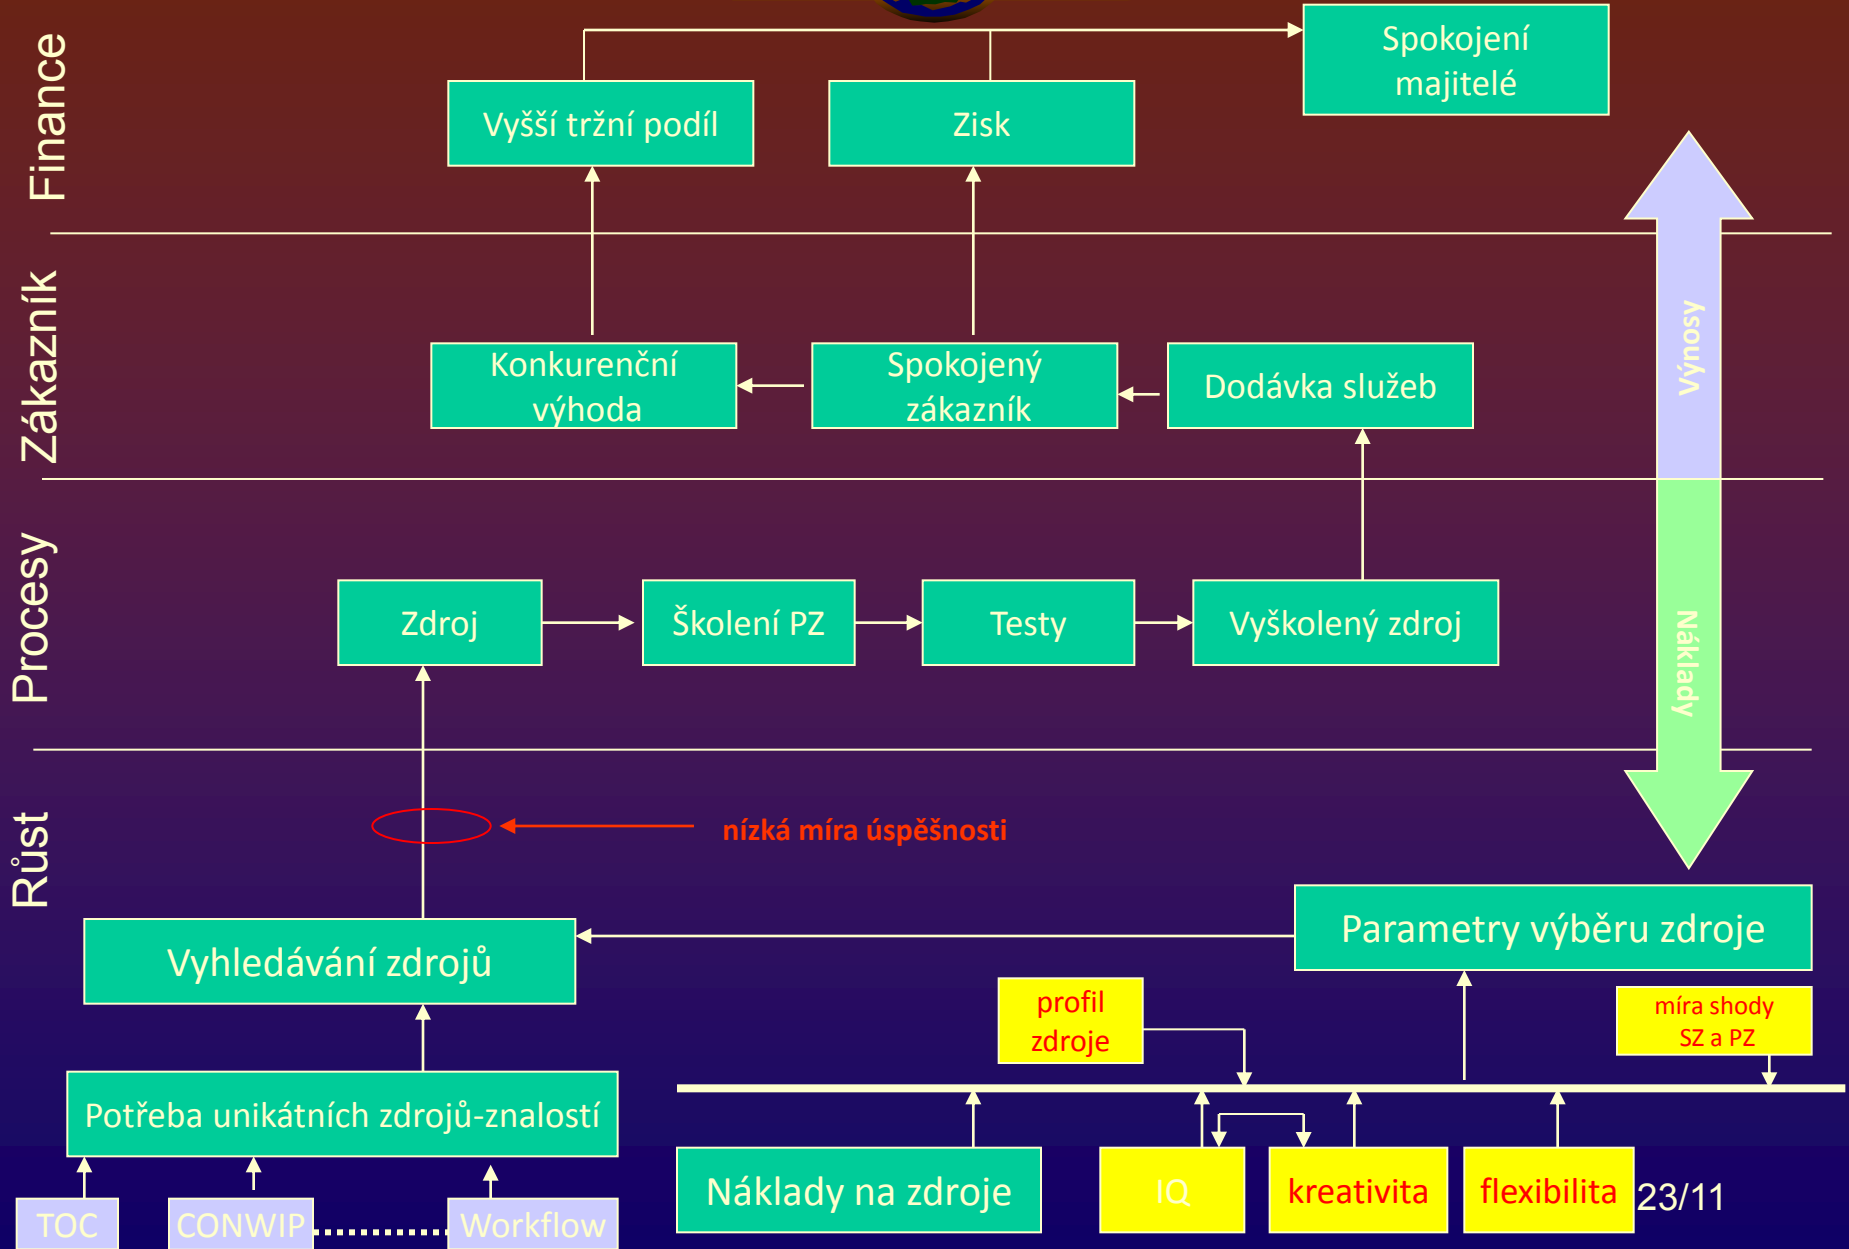 Finance
Spokojení
majitelé
Vyšší tržní podíl
Zisk
Zákazník
Výnosy
Konkurenční
výhoda
Spokojený
zákazník
Dodávka služeb
Procesy
Zdroj
Školení PZ
Testy
Vyškolený zdroj
Náklady
Růst
nízká míra úspěšnosti
Parametry výběru zdroje
Vyhledávání zdrojů
profil
zdroje
míra shody
SZ a PZ
Potřeba unikátních zdrojů-znalostí
Náklady na zdroje
IQ
kreativita
flexibilita
23/11
TOC
CONWIP
Workflow